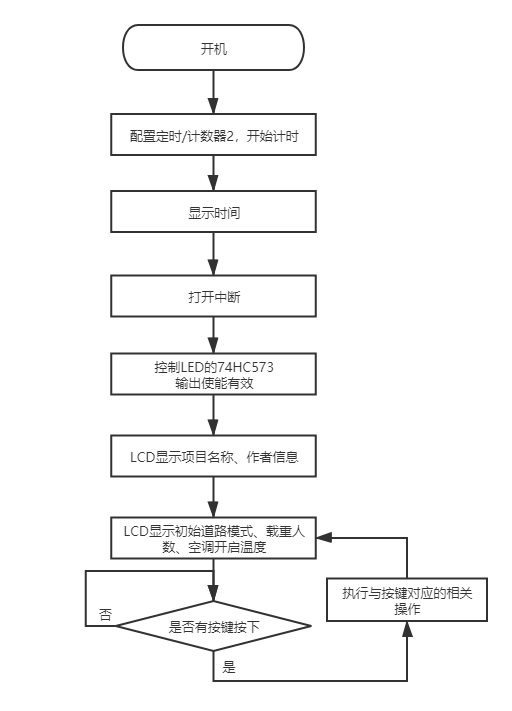 开机
配置定时/计数器2，开始计时
显示时间
打开中断
控制LED的74HC573
输出使能有效
LCD显示项目名称、作者信息
LCD显示初始道路模式、载重人
数、空调开启温度
执行与按键对应的相关
操作
否
是否有按键按下
是